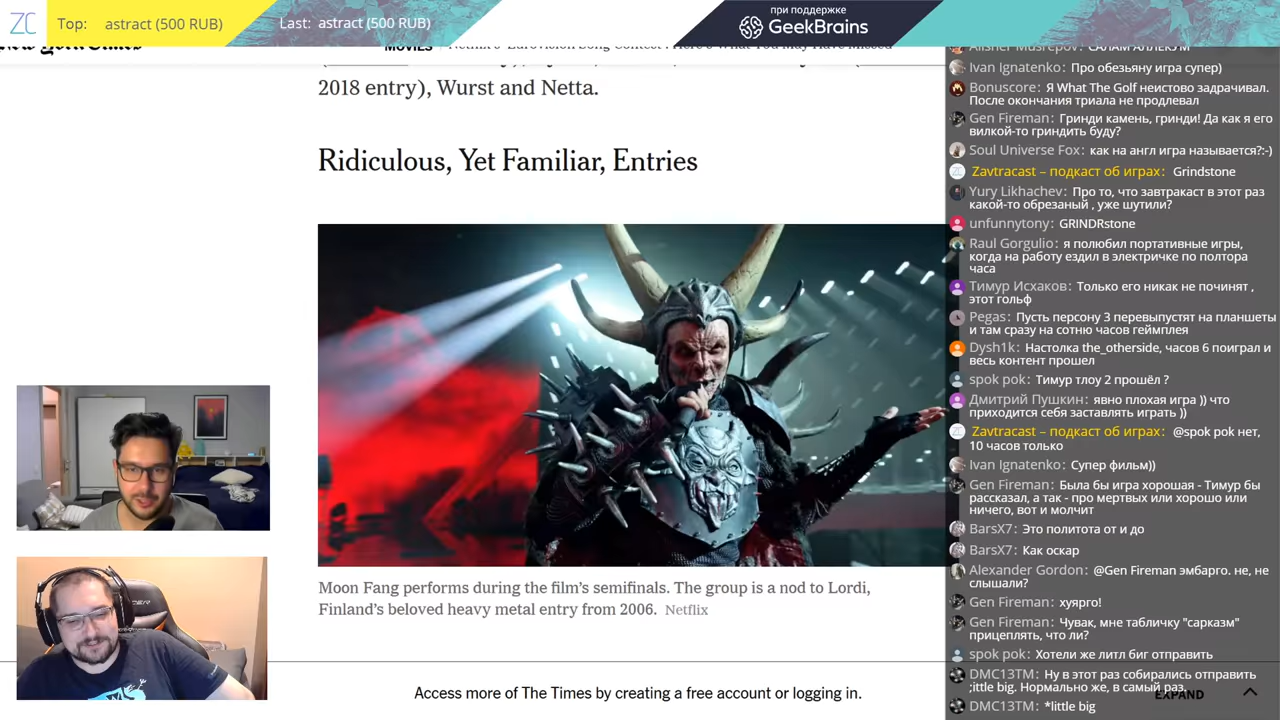 ZC Top: astract (500 RUB) Last: astract (500 RUB)
при поддержке
GeekBrains
New York Times
MOVIES
2018 entry), Wurst and Netta.
Ridiculous, Yet Familiar, Entries
Moon Fang performs during the film's semifinals. The group is a nod to Lordi,
Finland's beloved heavy metal entry from 2006. Netflix
Access more of The Times by creating a free account or logging in.
EXPAND
Alisher Musrepov: САЛАМ АЛЛЕКУМ
Ivan Ignatenko: Про обезьяну игра супер)
Bonuscore: Я What The Golf неистово задрачивал.
После окончания триала не продлевал
Gen Fireman: Гринди камень, гринди! Да как я его
вилкой-то гриндить буду?
Soul Universe Fox: как на англ игра называется?:-)
Zavtracast – подкаст об играх: Grindstone
Yury Likhachev: Про то, что завтракаст в этот раз
какой-то обрезаный , уже шутили?
unfunnytony: GRINDRstone
Raul Gorgulio: я полюбил портативные игры,
когда на работу ездил в электричке по полтора
часа
Тимур Исхаков: Только его никак не починят ,
этот гольф
Pegas: Пусть персону 3 перевыпустят на планшеты
и там сразу на сотню часов геймплея
Dysh1k: Настолка the_otherside, часов 6 поиграл и
весь контент прошел
spok pok: Тимур тлоу 2 прошёл ?
Дмитрий Пушкин: явно плохая игра )) что
приходится себя заставлять играть ))
Zavtracast – подкаст об играх: @spok pok нет,
10 часов только
Ivan Ignatenko: Супер фильм))
Gen Fireman: Была бы игра хорошая - Тимур бы
рассказал, а так - про мертвых или хорошо или
ничего, вот и молчит
BarsX7: Это политота от и до
BarsX7: Как оскар
Alexander Gordon: @Gen Fireman эмбарго. не, не
слышали?
Gen Fireman: хуярго!
Gen Fireman: Чувак, мне табличку "сарказм"
прицеплять, что ли?
spok pok: Хотели же литл биг отправить
DMC13TM: Ну в этот раз собирались отправить
;ittle big. Нормально же, в самый раз.
DMC13TM: *little big